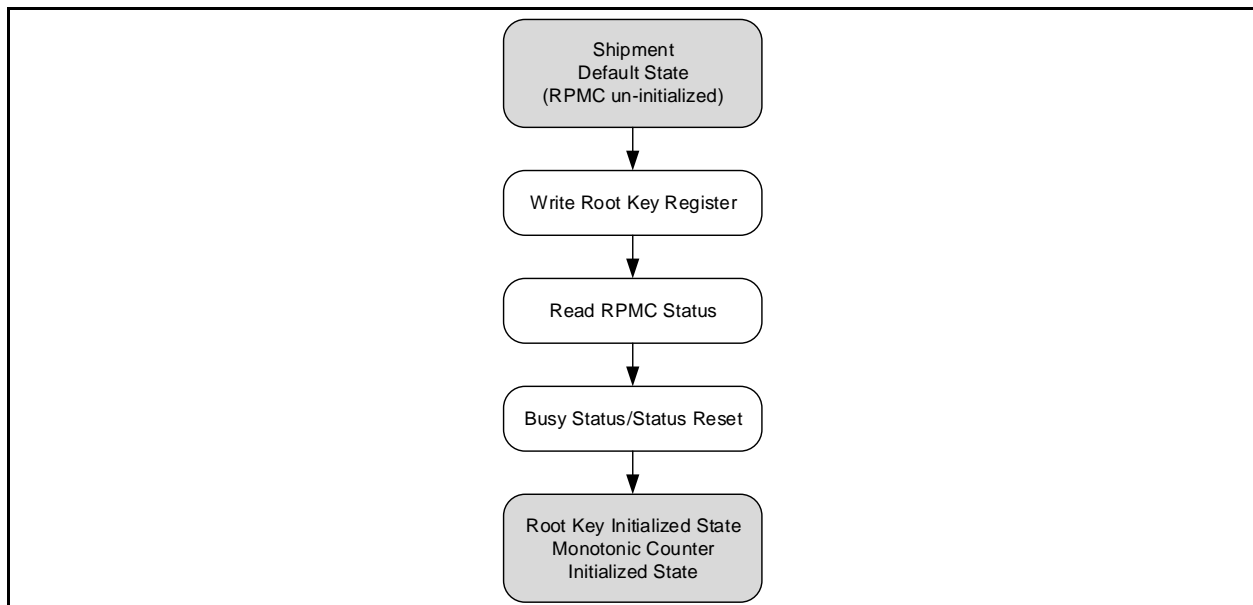 Shipment
Default State
(RPMC un-initialized)
Write Root Key Register
Read RPMC Status
Busy Status/Status Reset
Root Key Initialized State
Monotonic Counter
Initialized State